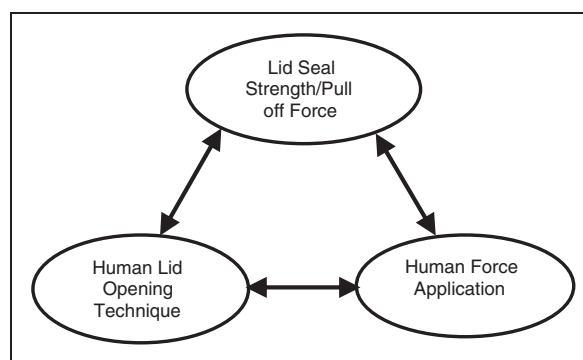 Lid Seal
Strength/Pull
off Force
Human Lid
Opening
Technique
Human Force
Application